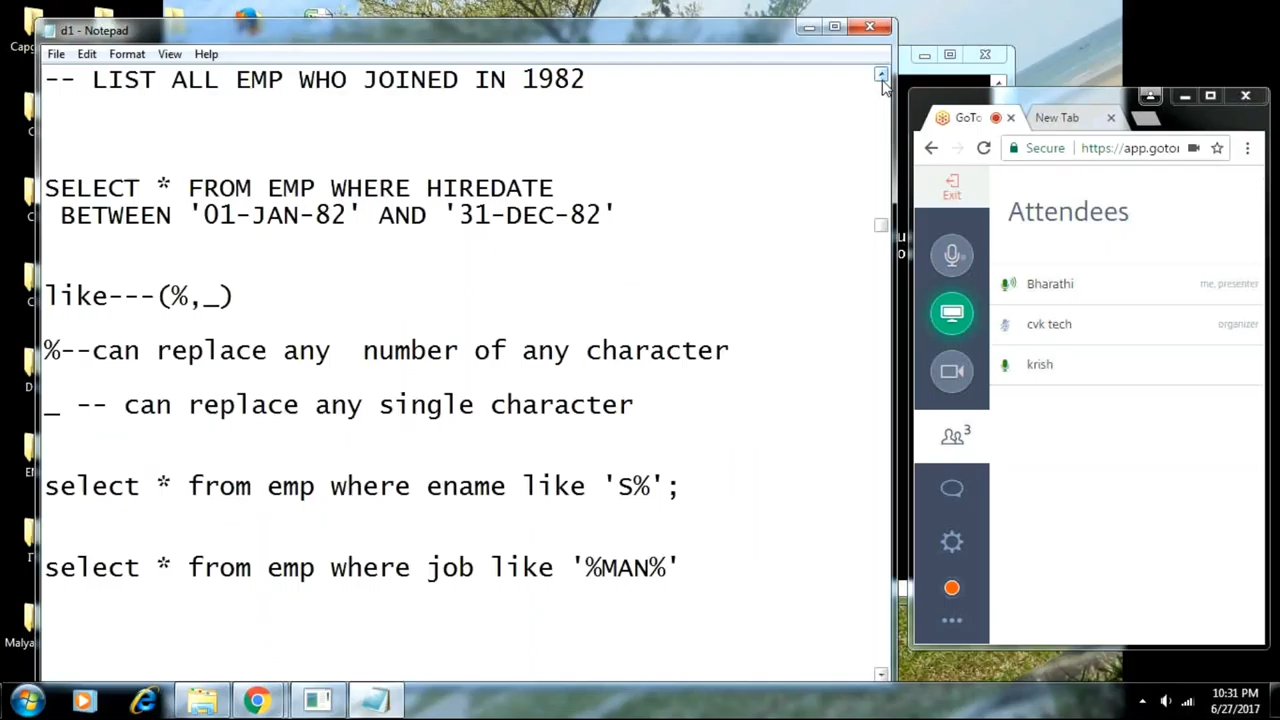 d1 - Notepad
File Edit Format View Help
-- LIST ALL EMP WHO JOINED IN 1982
SELECT * FROM EMP WHERE HIREDATE
BETWEEN '01-JAN-82' AND '31-DEC-82'
like---(%,_)
%--can replace any  number of any character
_ -- can replace any single character
select * from emp where ename like 'S%';
select * from emp where job like '%MAN%'
GoTo
New Tab
Secure https://app.gotor
Exit
Attendees
Bharathi me, presenter
cvk tech organizer
krish
3
Malya
10:31 PM
6/27/2017